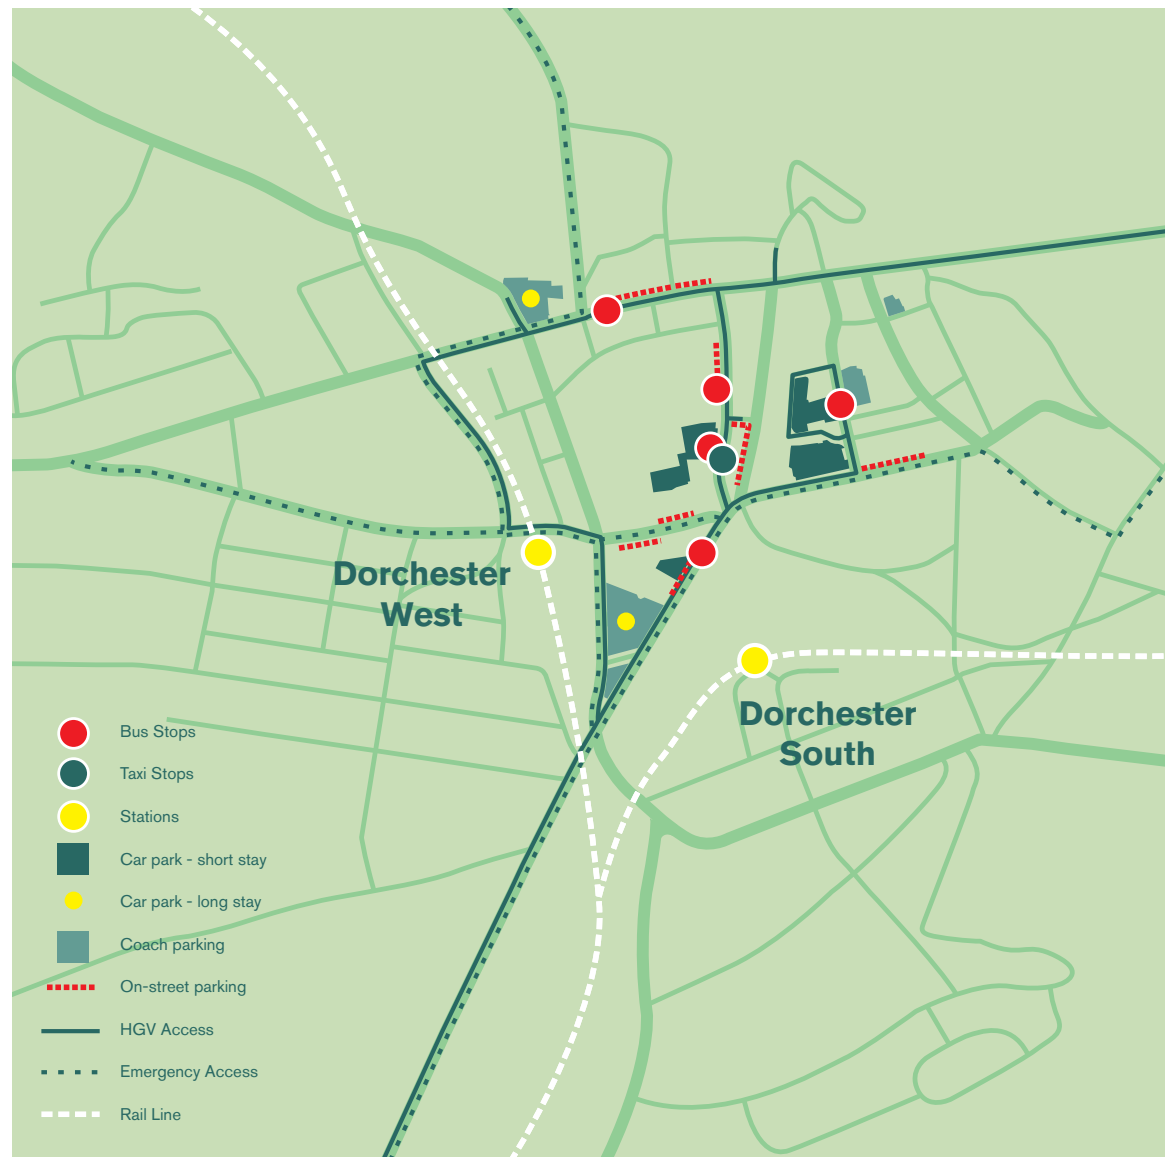 Dorchester
West
Dorchester
South
Bus Stops
Taxi Stops
Stations
Car park - short stay
Car park - long stay
Coach parking
On-street parking
HGV Access
Emergency Access
Rail Line